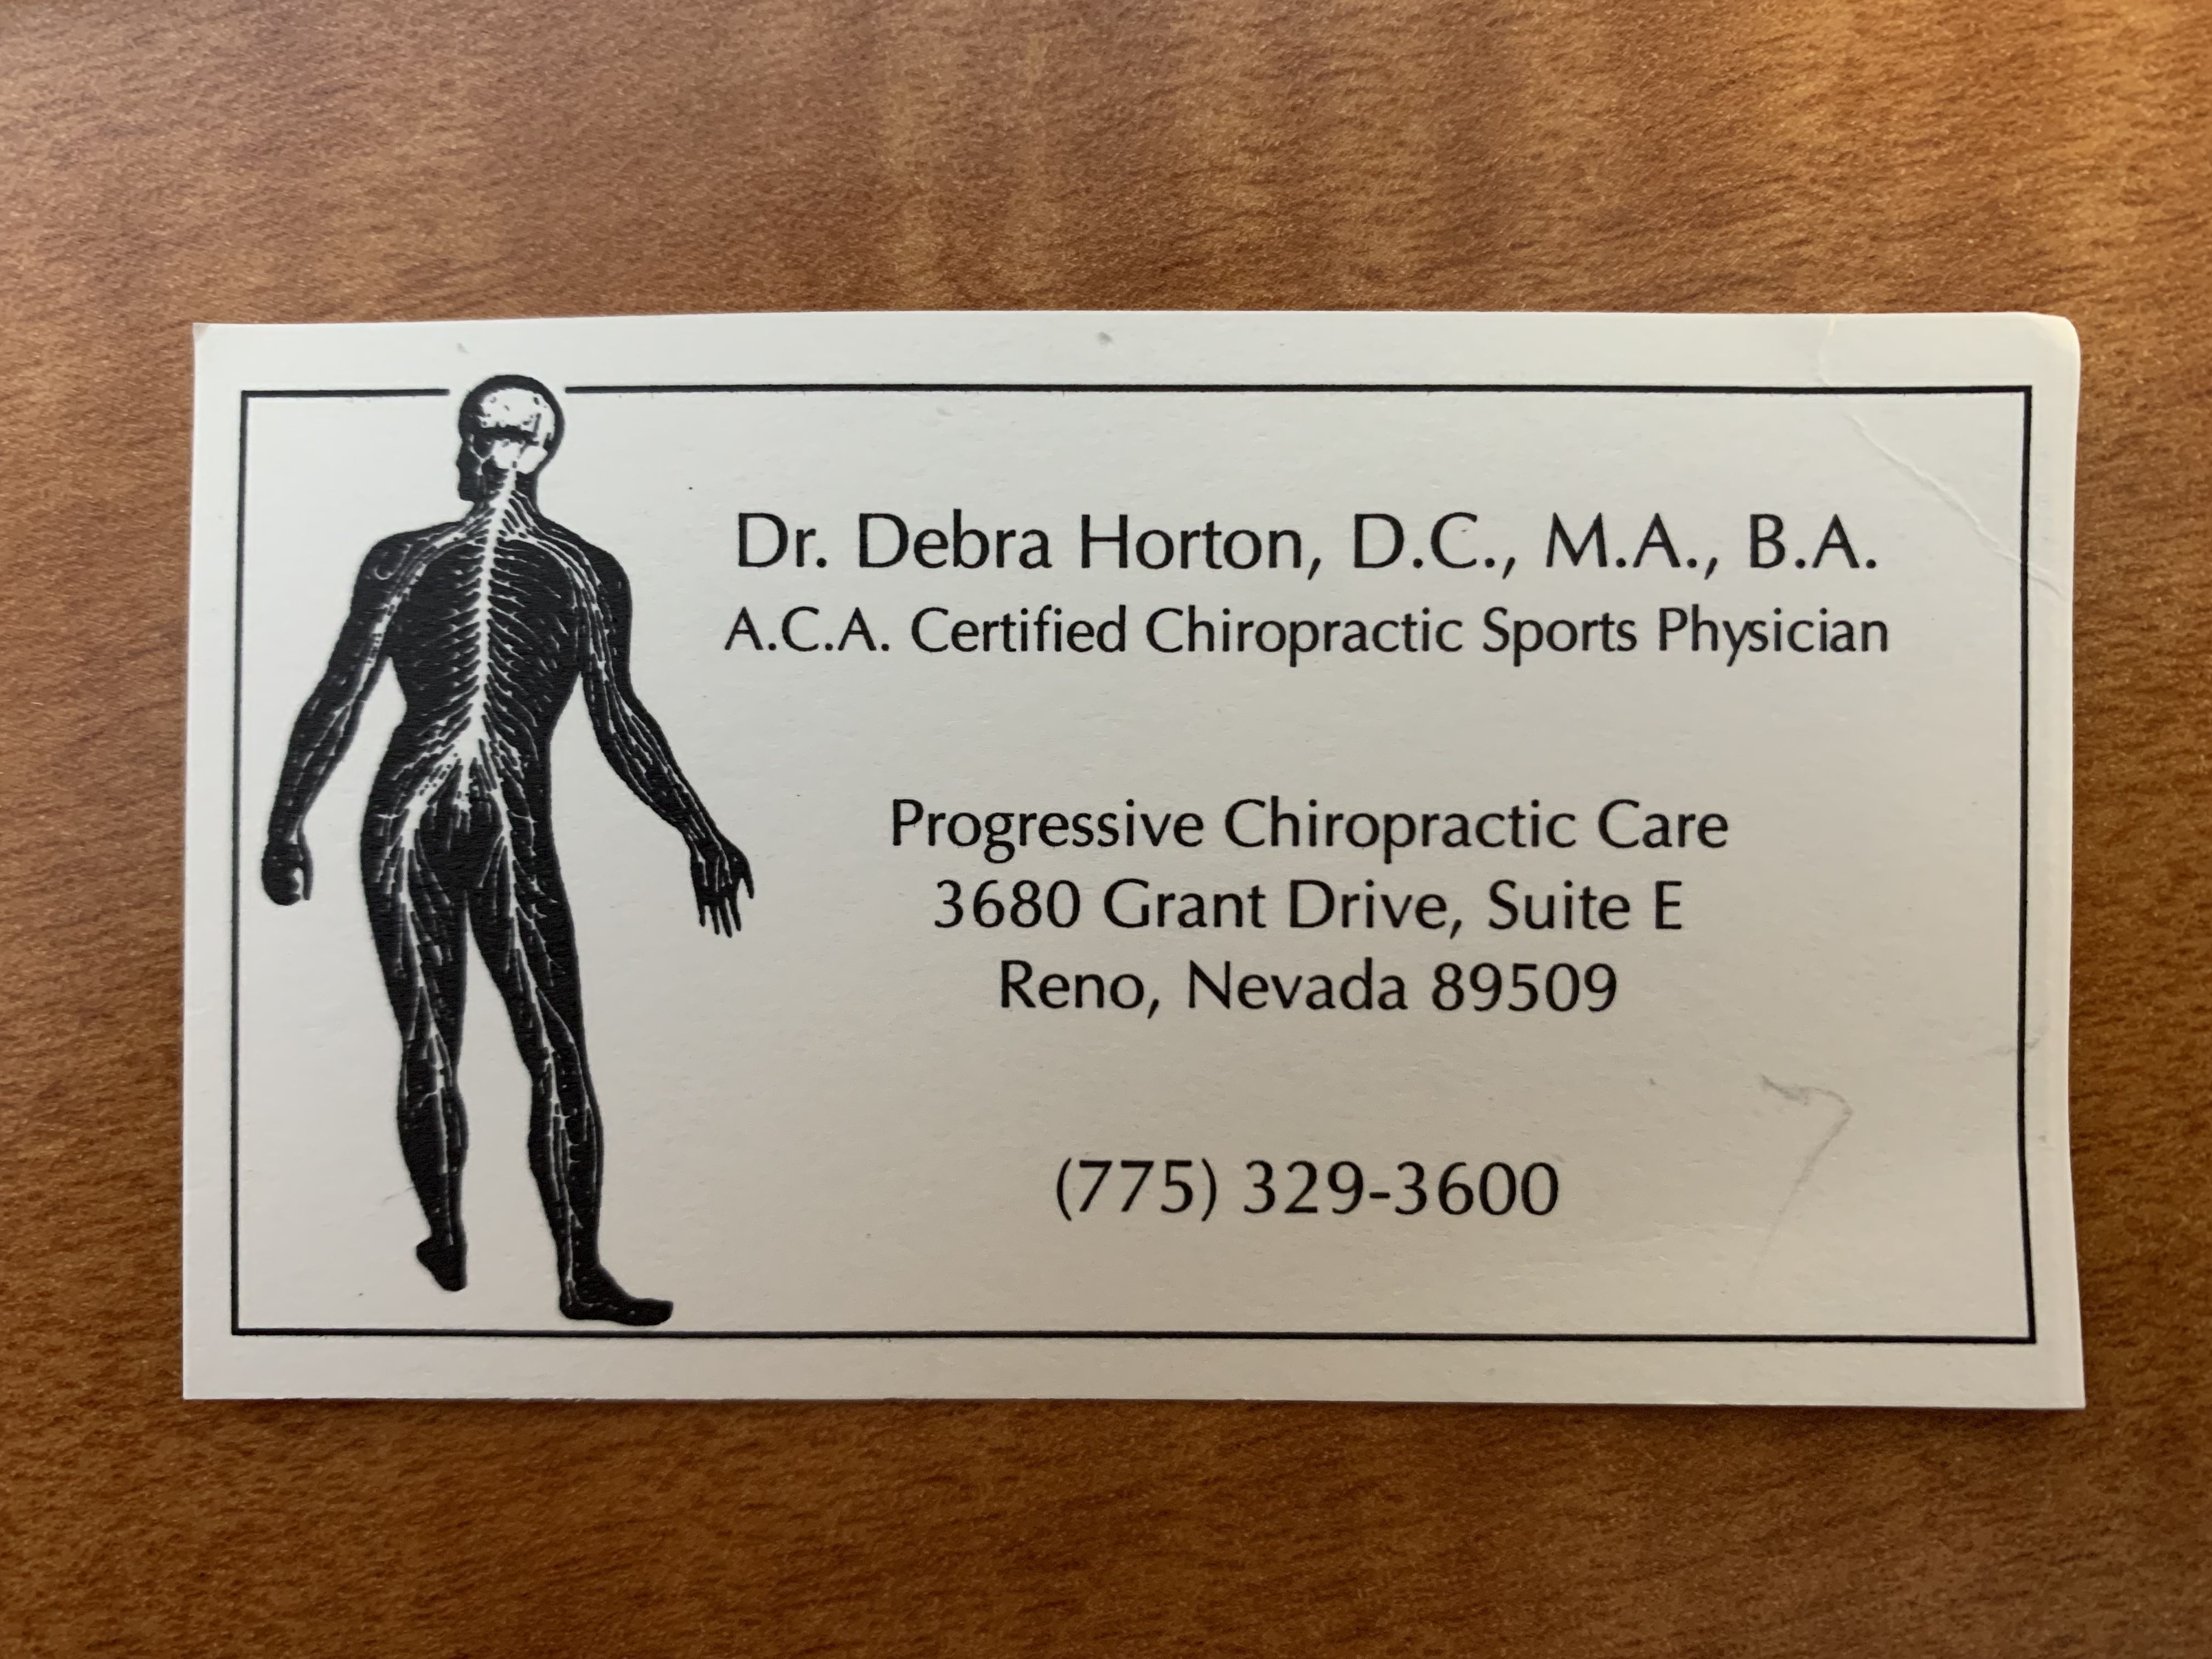 Dr. Debra Horton, D.C., M.A., B.A.
A.C.A. Certified Chiropractic Sports Physician
Progressive Chiropractic Care
3680 Grant Drive, Suite E
Reno, Nevada 89509
(775) 329-3600